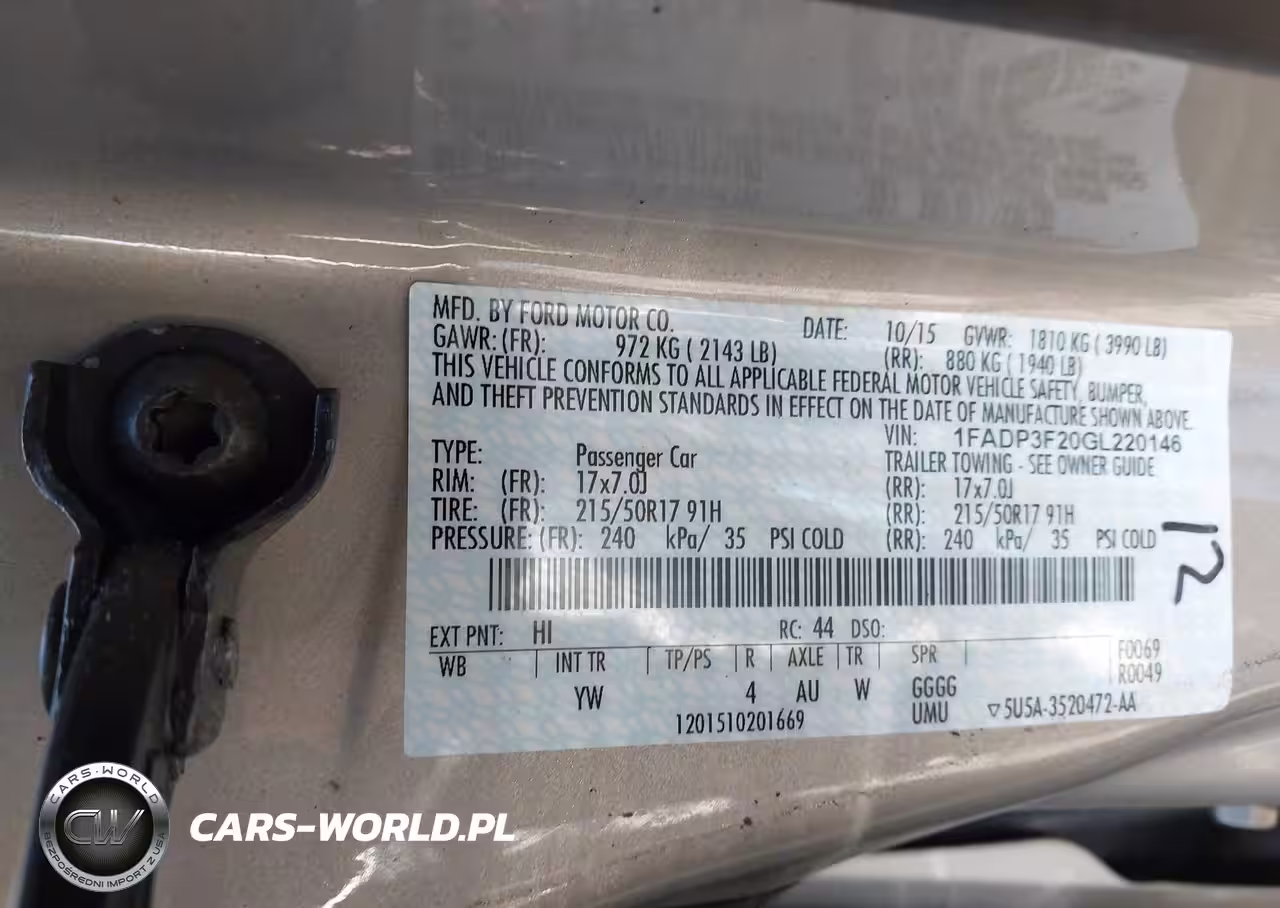 MFD. BY FORD MOTOR CO. DATE: 10/15 GVWR: 1810 KG ( 3990 LB)
GAWR: (FR): 972 KG ( 2143 LB) (RR): 880 KG ( 1940 LB)
THIS VEHICLE CONFORMS TO ALL APPLICABLE FEDERAL MOTOR VEHICLE SAFETY, BUMPER,
AND THEFT PREVENTION STANDARDS IN EFFECT ON THE DATE OF MANUFACTURE SHOWN ABOVE.
VIN: 1FADP3F20GL220146
TYPE: Passenger Car TRAILER TOWING - SEE OWNER GUIDE
RIM: (FR): 17x7.0J (RR): 17x7.0J
TIRE: (FR): 215/50R17 91H (RR): 215/50R17 91H
PRESSURE: (FR): 240 kPa/ 35 PSI COLD (RR): 240 kPa/ 35 PSI COLD
12
EXT PNT: HI RC: 44 DSO:
WB INT TR TP/PS R AXLE TR SPR F0069
R0049
YW 4 AU W GGGG
UMU ▽5U5A-3520472-AA
1201510201669
CARS-WORLD
CW
BEZPOŚREDNI IMPORT Z USA
CARS-WORLD.PL